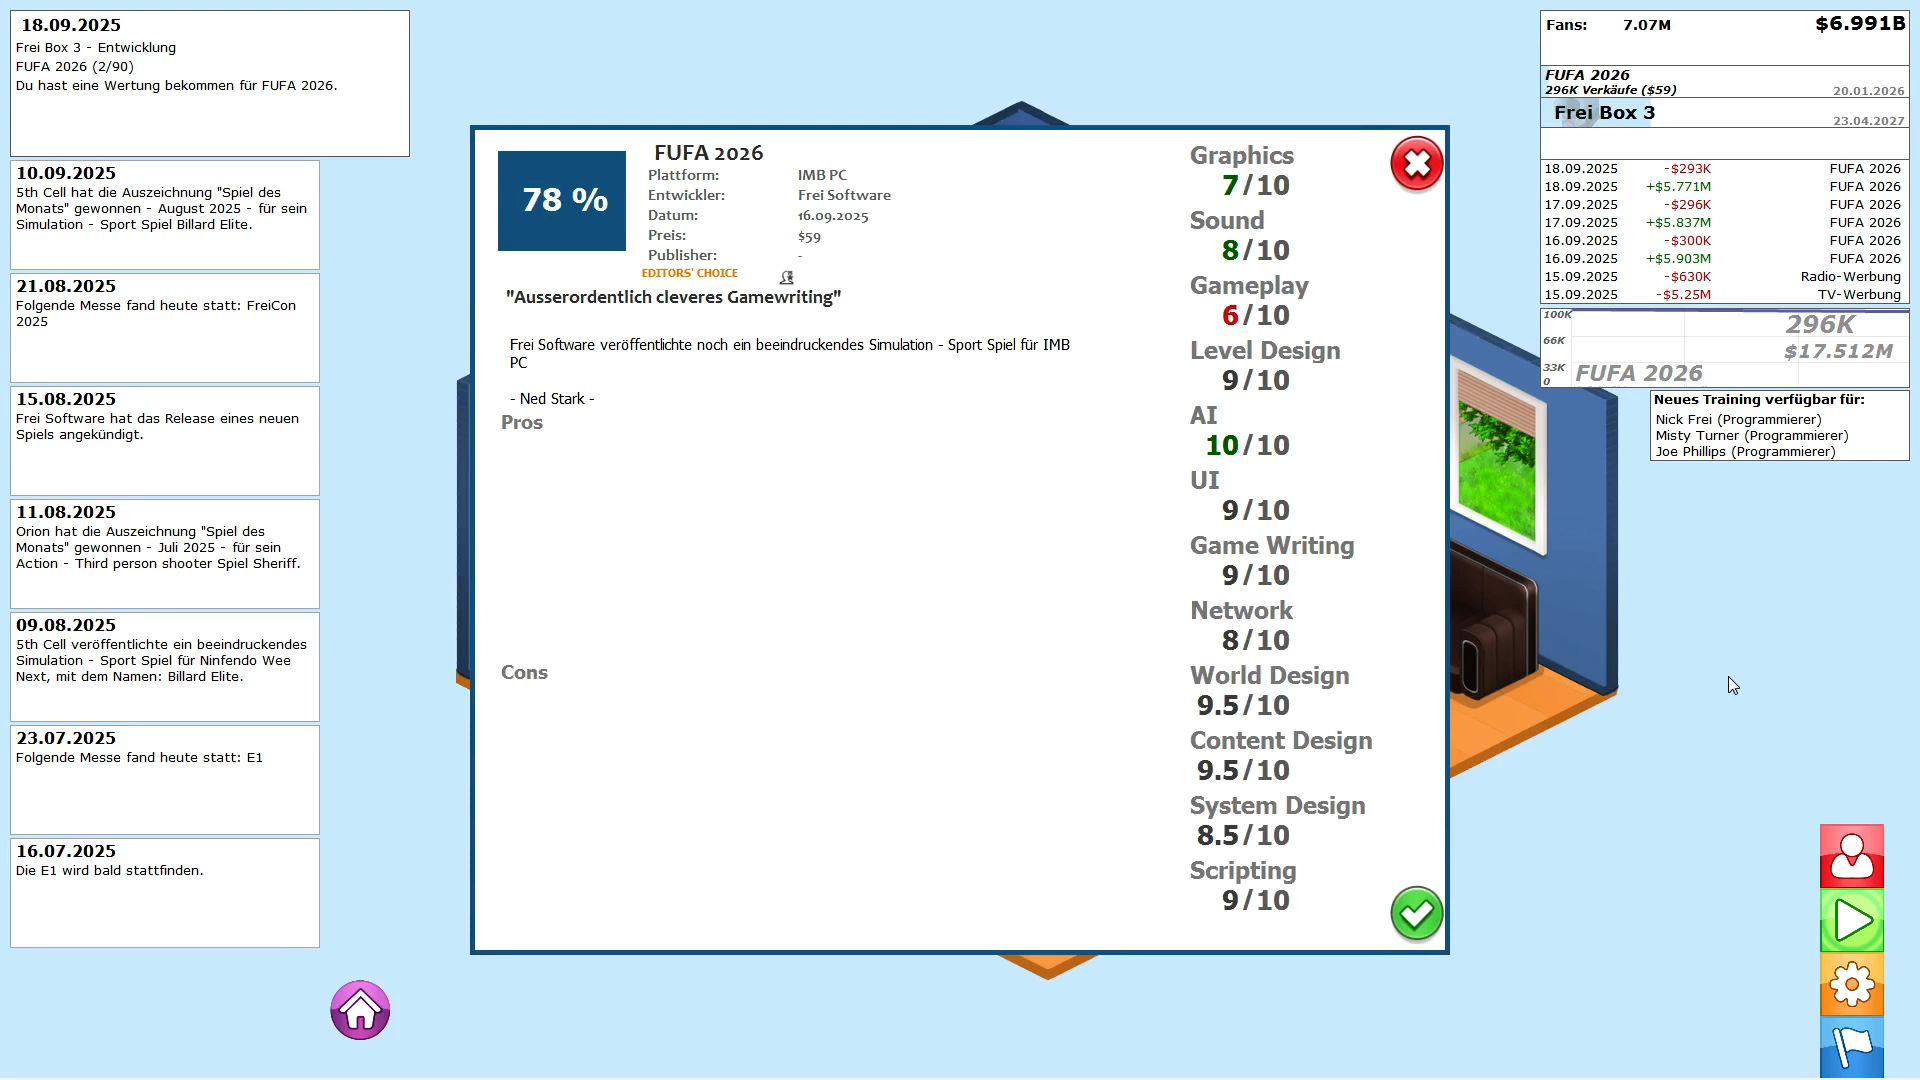 18.09.2025
Frei Box 3 - Entwicklung
FUFA 2026 (2/90)
Du hast eine Wertung bekommen für FUFA 2026.
10.09.2025
5th Cell hat die Auszeichnung "Spiel des
Monats" gewonnen - August 2025 - für sein
Simulation - Sport Spiel Billard Elite.
21.08.2025
Folgende Messe fand heute statt: FreiCon
2025
15.08.2025
Frei Software hat das Release eines neuen
Spiels angekündigt.
11.08.2025
Orion hat die Auszeichnung "Spiel des
Monats" gewonnen - Juli 2025 - für sein
Action - Third person shooter Spiel Sheriff.
09.08.2025
5th Cell veröffentlichte ein beeindruckendes
Simulation - Sport Spiel für Ninfendo Wee
Next, mit dem Namen: Billard Elite.
23.07.2025
Folgende Messe fand heute statt: E1
16.07.2025
Die E1 wird bald stattfinden.
78 %
FUFA 2026
Plattform: IMB PC
Entwickler: Frei Software
Datum: 16.09.2025
Preis: $59
Publisher: -
EDITORS' CHOICE
"Ausserordentlich cleveres Gamewriting"
Frei Software veröffentlichte noch ein beeindruckendes Simulation - Sport Spiel für IMB
PC
- Ned Stark -
Pros
Cons
Graphics
7/10
Sound
8/10
Gameplay
6/10
Level Design
9/10
AI
10/10
UI
9/10
Game Writing
9/10
Network
8/10
World Design
9.5/10
Content Design
9.5/10
System Design
8.5/10
Scripting
9/10
Fans: 7.07M $6.991B
FUFA 2026
296K Verkäufe ($59) 20.01.2026
Frei Box 3
23.04.2027
18.09.2025 -$293K FUFA 2026
18.09.2025 +$5.771M FUFA 2026
17.09.2025 -$296K FUFA 2026
17.09.2025 +$5.837M FUFA 2026
16.09.2025 -$300K FUFA 2026
16.09.2025 +$5.903M FUFA 2026
15.09.2025 -$630K Radio-Werbung
15.09.2025 -$5.25M TV-Werbung
100K
66K
33K
0
296K
$17.512M
FUFA 2026
Neues Training verfügbar für:
Nick Frei (Programmierer)
Misty Turner (Programmierer)
Joe Phillips (Programmierer)